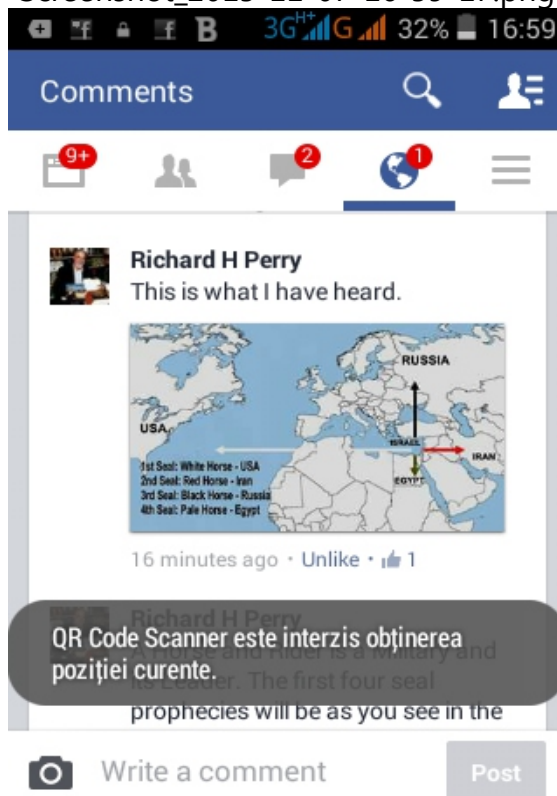 3G H+ G 32% 16:59
Comments
9+
2
1
Richard H Perry
This is what I have heard.
RUSSIA
USA
ISRAEL
IRAN
EGYPT
1st Seal: White Horse - USA
2nd Seal: Red Horse - Iran
3rd Seal: Black Horse - Russia
4th Seal: Pale Horse - Egypt
16 minutes ago · Unlike · 1
Richard H Perry
QR Code Scanner este interzis obținerea
poziției curente.
A Horse and Rider is a Military and
its Leader. The first four seal
prophecies will be as you see in the
Write a comment
Post